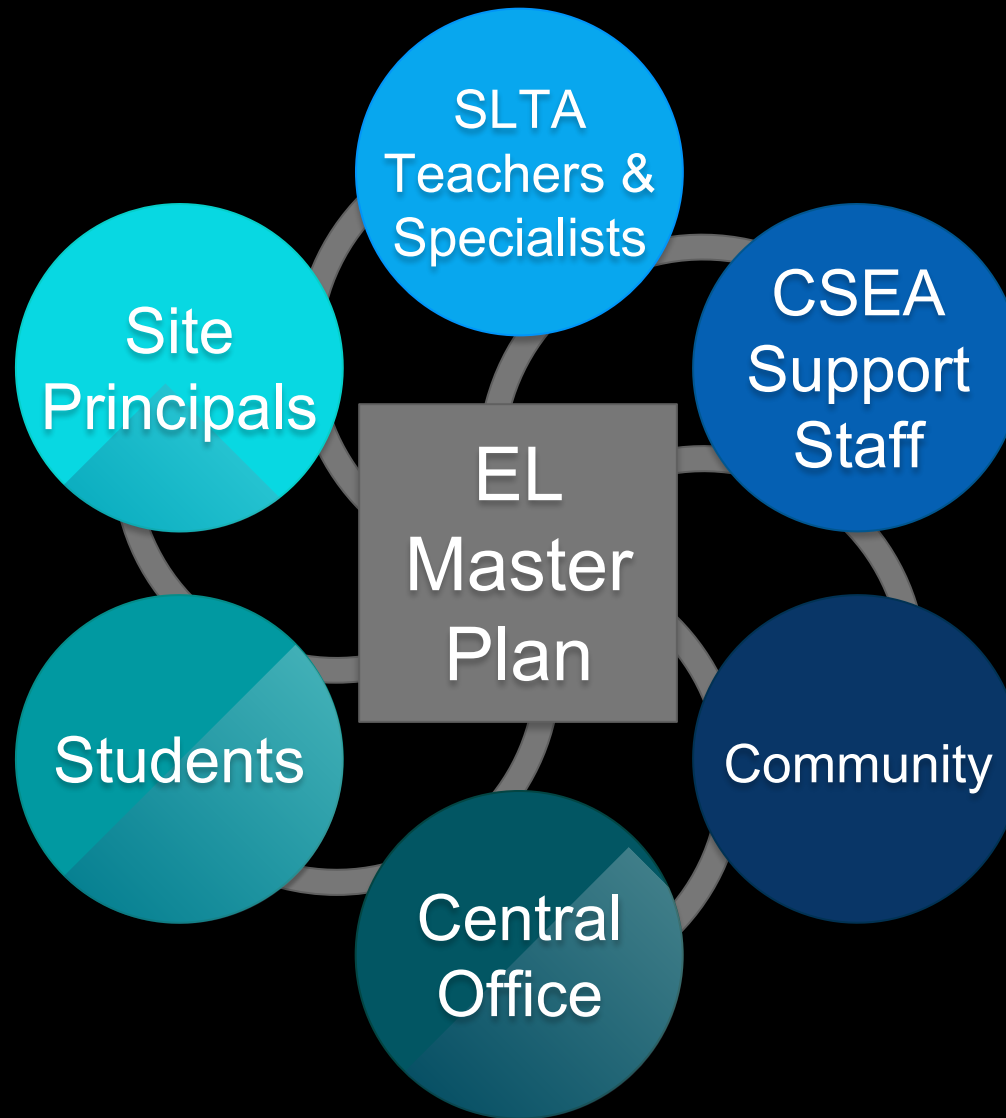 SLTA
Teachers &
Specialists
CSEA
Support
Staff
Site
Principals
EL
Master
Plan
Students
Community
Central
Office